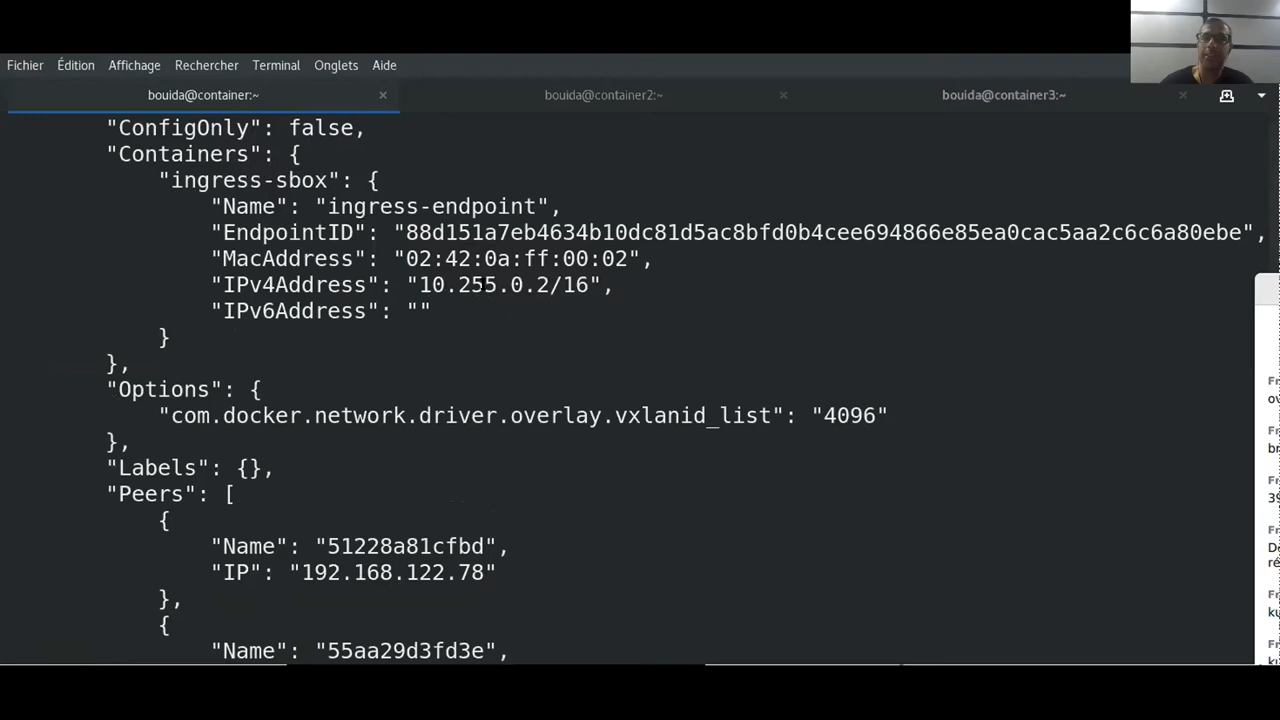 Fichier Édition Affichage Rechercher Terminal Onglets Aide
bouida@container:~ × bouida@container2:~ × bouida@container3:~ ×
"ConfigOnly": false,
"Containers": {
"ingress-sbox": {
"Name": "ingress-endpoint",
"EndpointID": "88d151a7eb4634b10dc81d5ac8bfd0b4cee694866e85ea0cac5aa2c6c6a80ebe",
"MacAddress": "02:42:0a:ff:00:02",
"IPv4Address": "10.255.0.2/16",
"IPv6Address": ""
}
},
"Options": {
"com.docker.network.driver.overlay.vxlanid_list": "4096"
},
"Labels": {},
"Peers": [
{
"Name": "51228a81cfbd",
"IP": "192.168.122.78"
},
{
"Name": "55aa29d3fd3e",